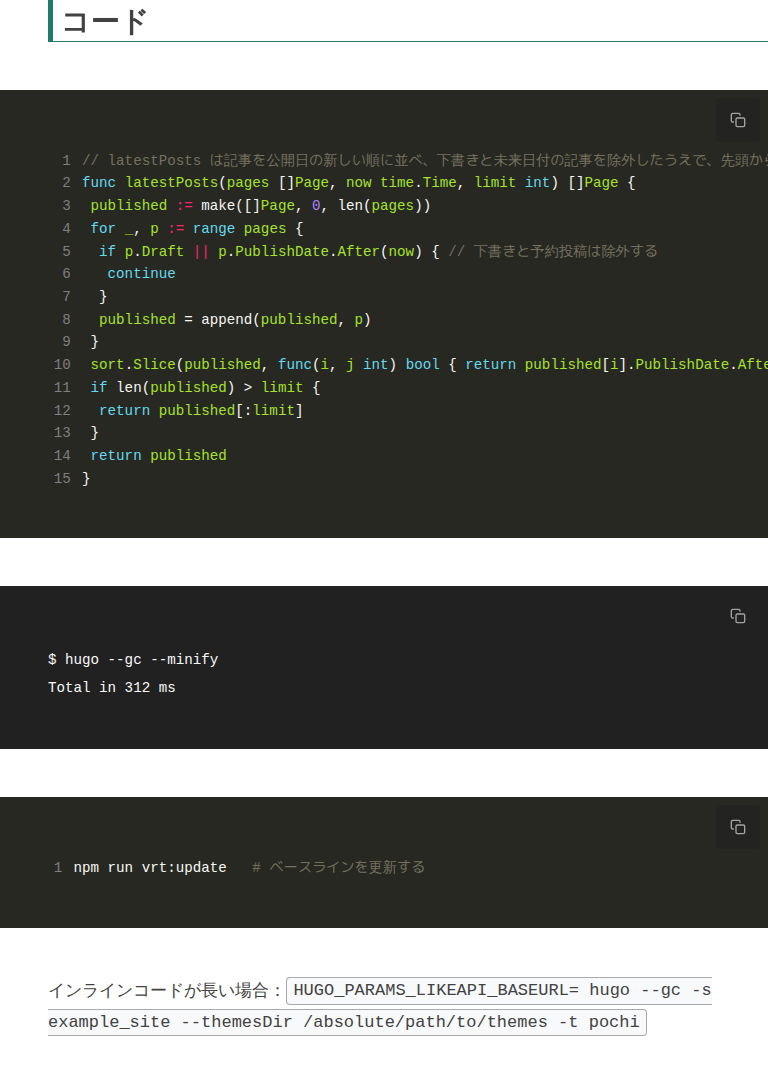 コード
1 // latestPosts は記事を公開日の新しい順に並べ、下書きと未来日付の記事を除外したうえで、先頭から
2 func latestPosts(pages []Page, now time.Time, limit int) []Page {
3 published := make([]Page, 0, len(pages))
4 for _, p := range pages {
5 if p.Draft || p.PublishDate.After(now) { // 下書きと予約投稿は除外する
6 continue
7 }
8 published = append(published, p)
9 }
10 sort.Slice(published, func(i, j int) bool { return published[i].PublishDate.Afte
11 if len(published) > limit {
12 return published[:limit]
13 }
14 return published
15 }
$ hugo --gc --minify
Total in 312 ms
1 npm run vrt:update # ベースラインを更新する
インラインコードが長い場合：HUGO_PARAMS_LIKEAPI_BASEURL= hugo --gc -s
example_site --themesDir /absolute/path/to/themes -t pochi